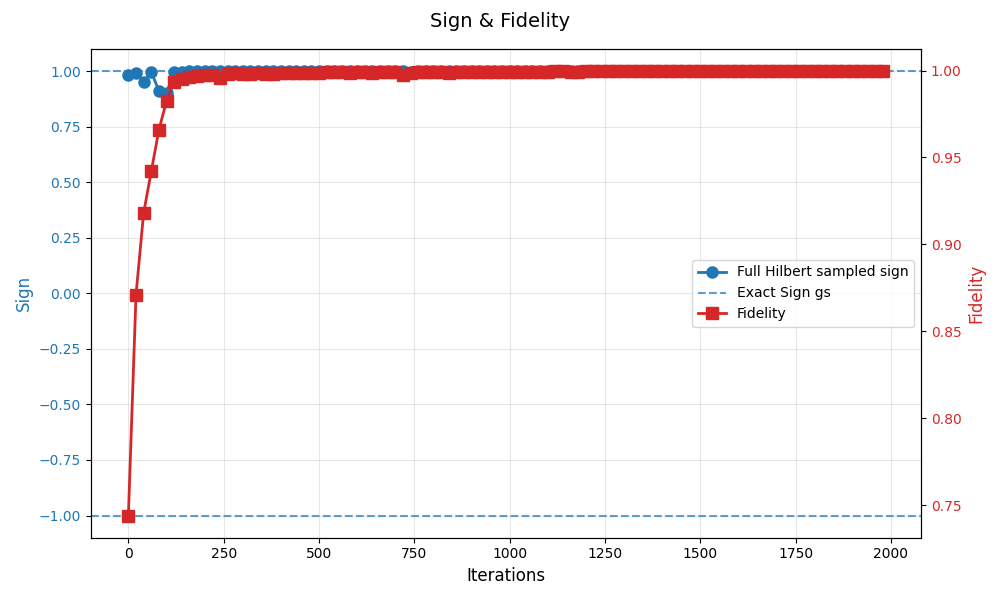 Sign & Fidelity
Sign
1.00
0.75
0.50
0.25
0.00
−0.25
−0.50
−0.75
−1.00
Full Hilbert sampled sign
Exact Sign gs
Fidelity
1.00
0.95
0.90
0.85
0.80
0.75
Fidelity
0 250 500 750 1000 1250 1500 1750 2000
Iterations